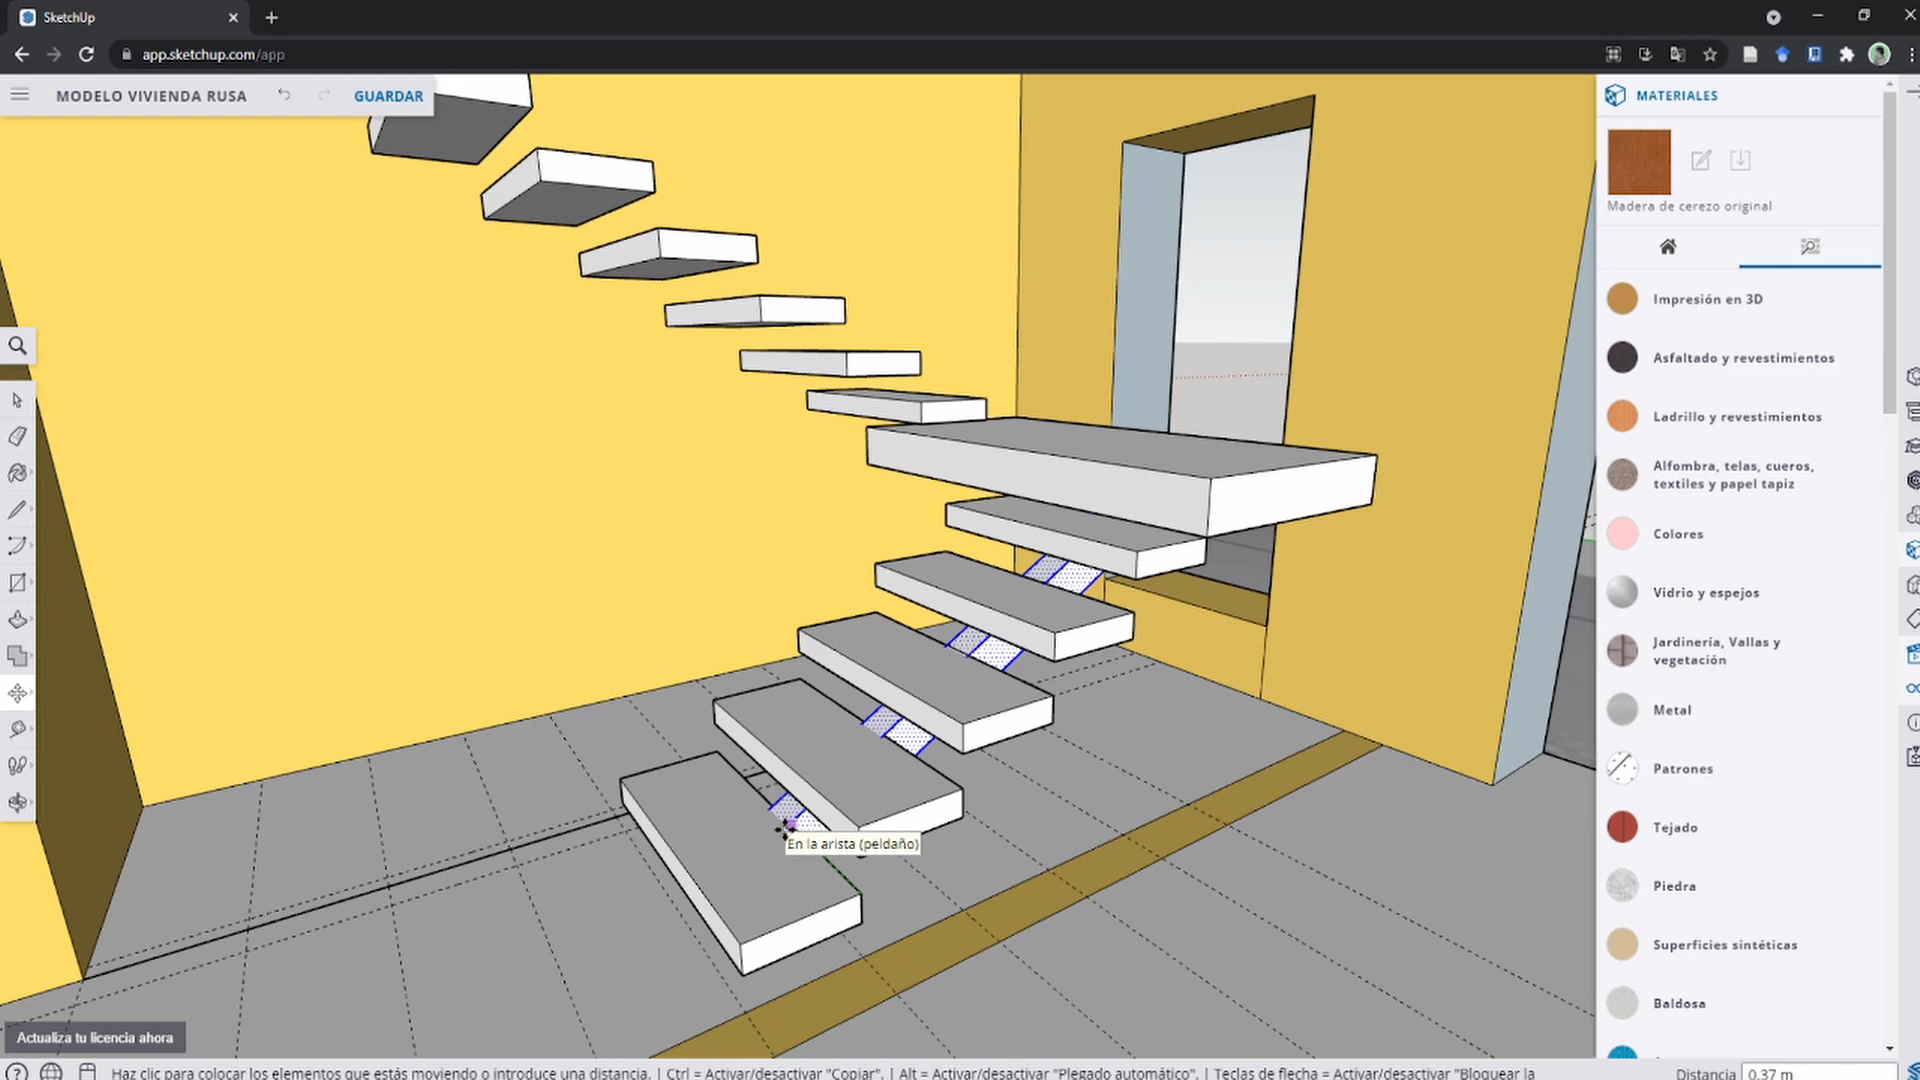 SketchUp
app.sketchup.com/app
MODELO VIVIENDA RUSA
GUARDAR
MATERIALES
Madera de cerezo original
Impresión en 3D
Asfaltado y revestimientos
Ladrillo y revestimientos
Alfombra, telas, cueros,
textiles y papel tapiz
Colores
Vidrio y espejos
Jardinería, Vallas y
vegetación
Metal
Patrones
Tejado
Piedra
Superficies sintéticas
Baldosa
En la arista (peldaño)
Actualiza tu licencia ahora
Haz clic para colocar los elementos que estás moviendo o introduce una distancia. | Ctrl = Activar/desactivar "Copiar". | Alt = Activar/desactivar "Plegado automático". | Teclas de flecha = Activar/desactivar "Bloquear la
Distancia 0.37 m